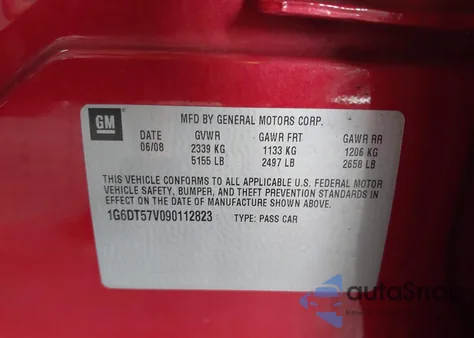 GM
MFD BY GENERAL MOTORS CORP.
DATE GVWR GAWR FRT GAWR RR
06/08 2339 KG 1133 KG 1206 KG
5155 LB 2497 LB 2658 LB
THIS VEHICLE CONFORMS TO ALL APPLICABLE U.S. FEDERAL MOTOR
VEHICLE SAFETY, BUMPER, AND THEFT PREVENTION STANDARDS IN
EFFECT ON THE DATE OF MANUFACTURE SHOWN ABOVE.
1G6DT57V090112823 TYPE: PASS CAR
autoSnap